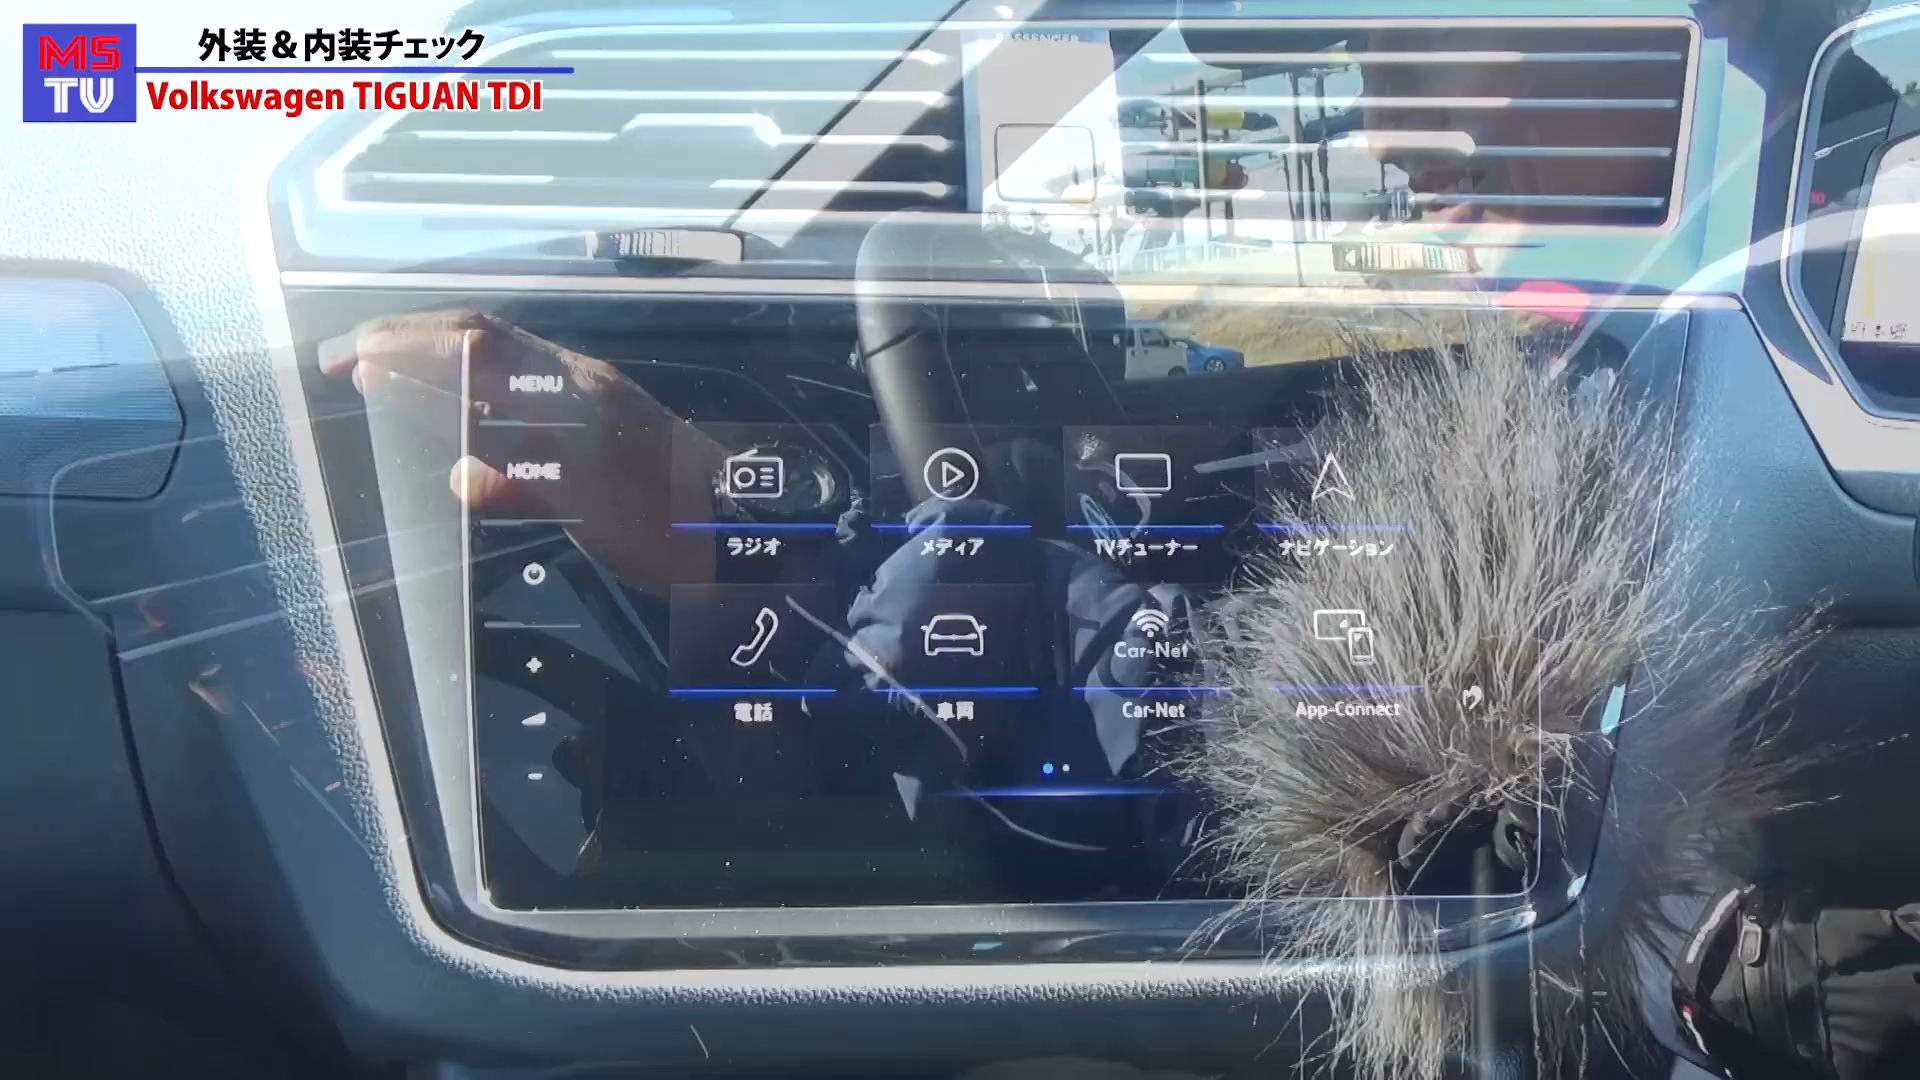 MS
TV
外装＆内装チェック
Volkswagen TIGUAN TDI
PASSENGER
MENU
HOME
ラジオ
メディア
TVチューナー
ナビゲーション
Car-Net
電話
車両
Car-Net
App-Connect